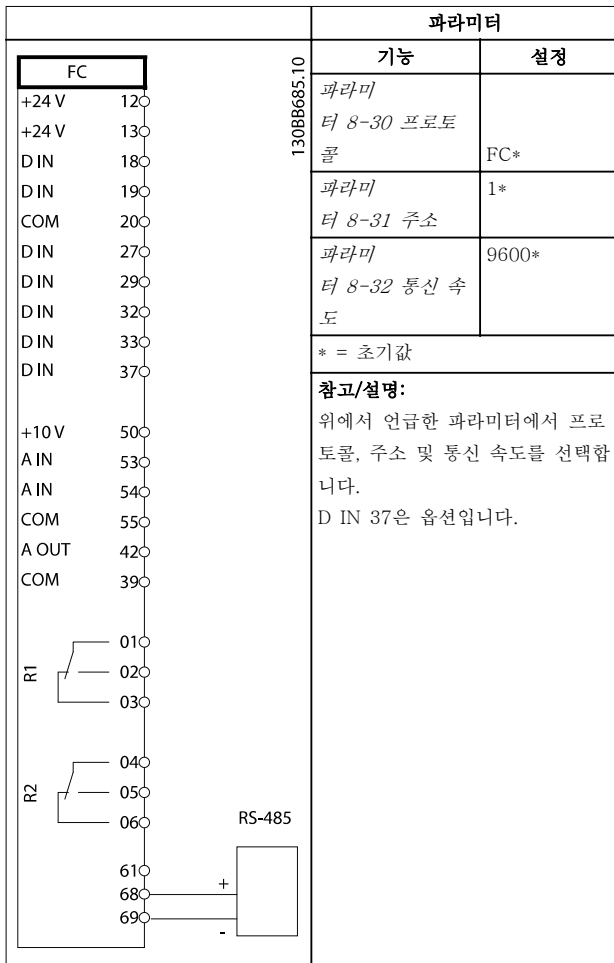 FC
+24 V 12
+24 V 13
D IN 18
D IN 19
COM 20
D IN 27
D IN 29
D IN 32
D IN 33
D IN 37
+10 V 50
A IN 53
A IN 54
COM 55
A OUT 42
COM 39
R1
01
02
03
R2
04
05
06
RS-485
61
68
69
+
-
130BB685.10
파라미터
기능 설정
파라미
터 8-30 프로토
콜 FC*
파라미 1*
터 8-31 주소
파라미 9600*
터 8-32 통신 속
도
* = 초기값
참고/설명:
위에서 언급한 파라미터에서 프로
토콜, 주소 및 통신 속도를 선택합
니다.
D IN 37은 옵션입니다.